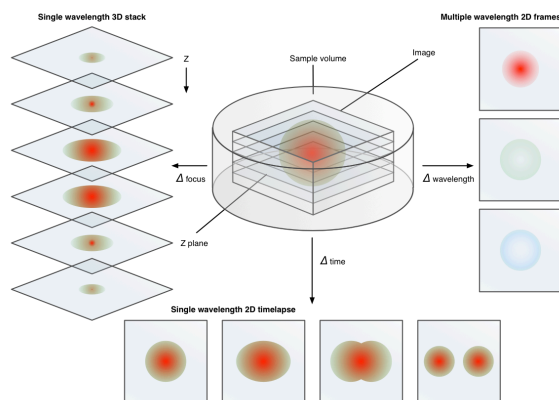 Single wavelength 3D stack
Multiple wavelength 2D frames
Z
Sample volume
Image
Δ focus
Δ wavelength
Z plane
Δ time
Single wavelength 2D timelapse